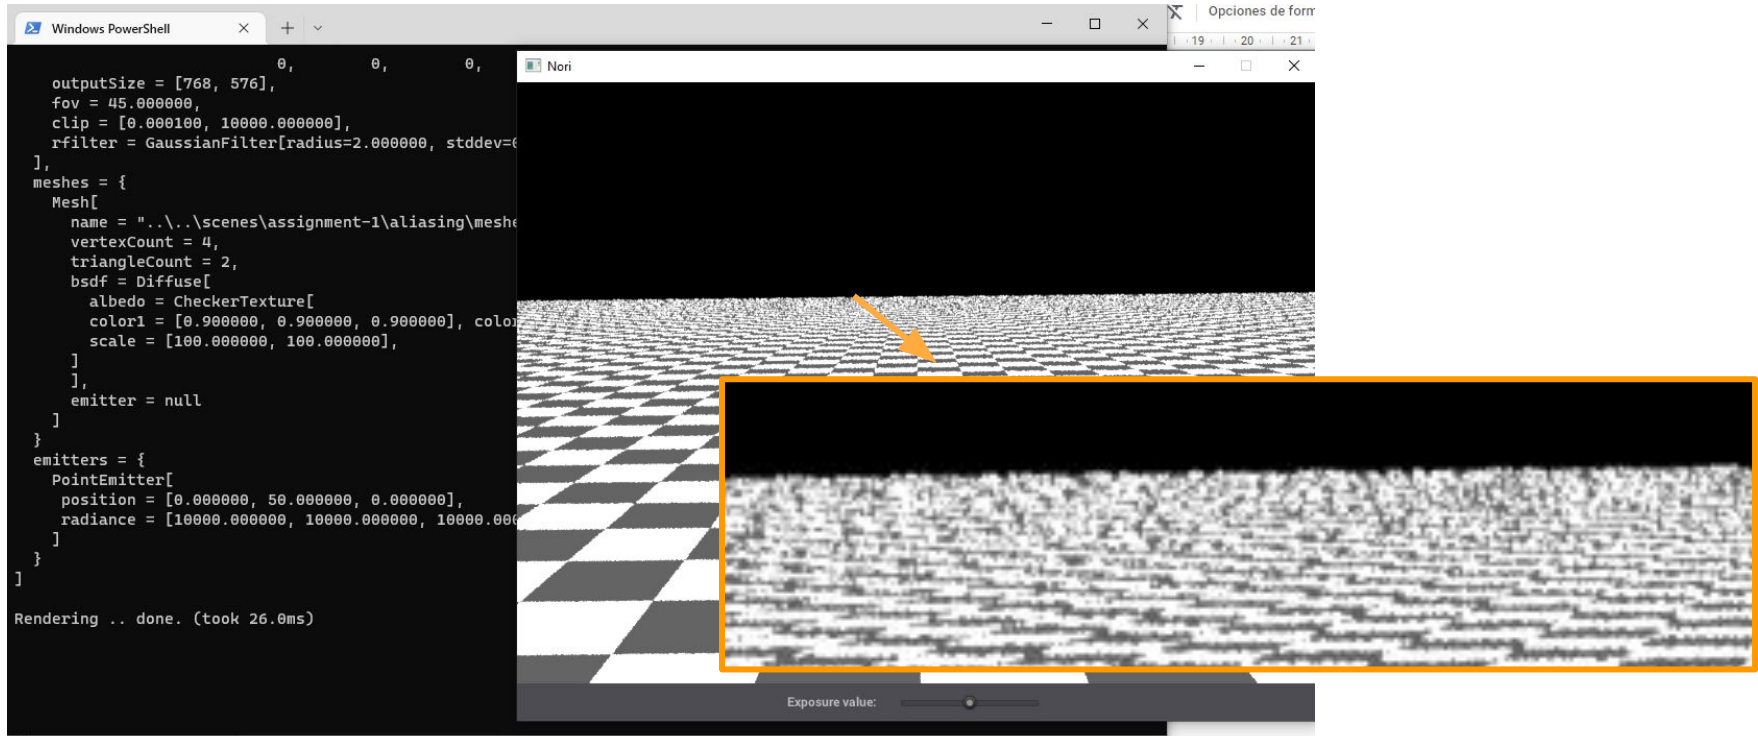 Windows PowerShell
Opciones de form
19 20 21
0, 0, 0,
outputSize = [768, 576],
fov = 45.000000,
clip = [0.000100, 10000.000000],
rfilter = GaussianFilter[radius=2.000000, stddev=
],
meshes = {
Mesh[
name = "..\..\scenes\assignment-1\aliasing\meshe
vertexCount = 4,
triangleCount = 2,
bsdf = Diffuse[
albedo = CheckerTexture[
color1 = [0.900000, 0.900000, 0.900000], color
scale = [100.000000, 100.000000],
]
],
emitter = null
]
}
emitters = {
PointEmitter[
position = [0.000000, 50.000000, 0.000000],
radiance = [10000.000000, 10000.000000, 10000.000
]
}
]
Rendering .. done. (took 26.0ms)
Nori
Exposure value: